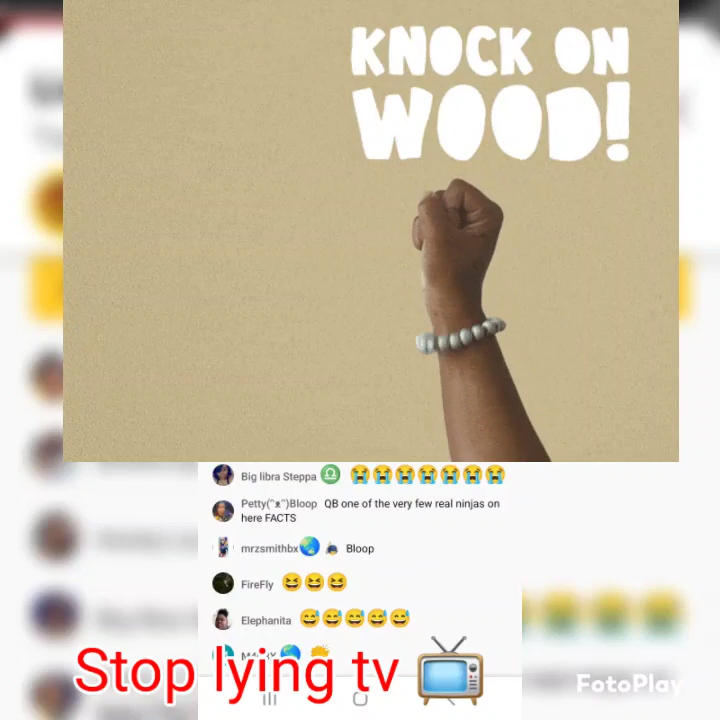 KNOCK ON
WOOD!
Big libra Steppa ♎ 😭😭😭😭😭😭😭
Petty(ᵔᴥᵔ)Bloop QB one of the very few real ninjas on
here FACTS
mrzsmithbx🌏 Bloop
FireFly 😆😆😆
Elephanita 😅😅😅😅😅
Stop lying tv 📺
FotoPlay